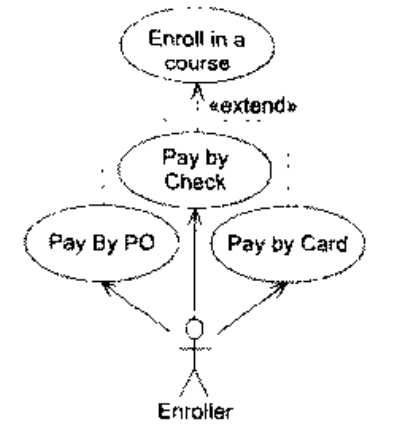 Enroll in a
course
«extend»
Pay by
Check
Pay By PO
Pay by Card
Enroller